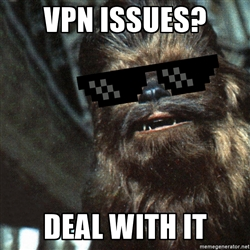 VPN ISSUES?
DEAL WITH IT
memegenerator.net